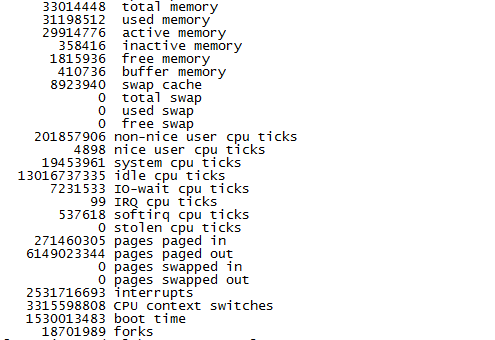 33014448 total memory
31198512 used memory
29914776 active memory
358416 inactive memory
1815936 free memory
410736 buffer memory
8923940 swap cache
0 total swap
0 used swap
0 free swap
201857906 non-nice user cpu ticks
4898 nice user cpu ticks
19453961 system cpu ticks
13016737335 idle cpu ticks
7231533 IO-wait cpu ticks
99 IRQ cpu ticks
537618 softirq cpu ticks
0 stolen cpu ticks
271460305 pages paged in
6149023344 pages paged out
0 pages swapped in
0 pages swapped out
2531716693 interrupts
3315598808 CPU context switches
1530013483 boot time
18701989 forks